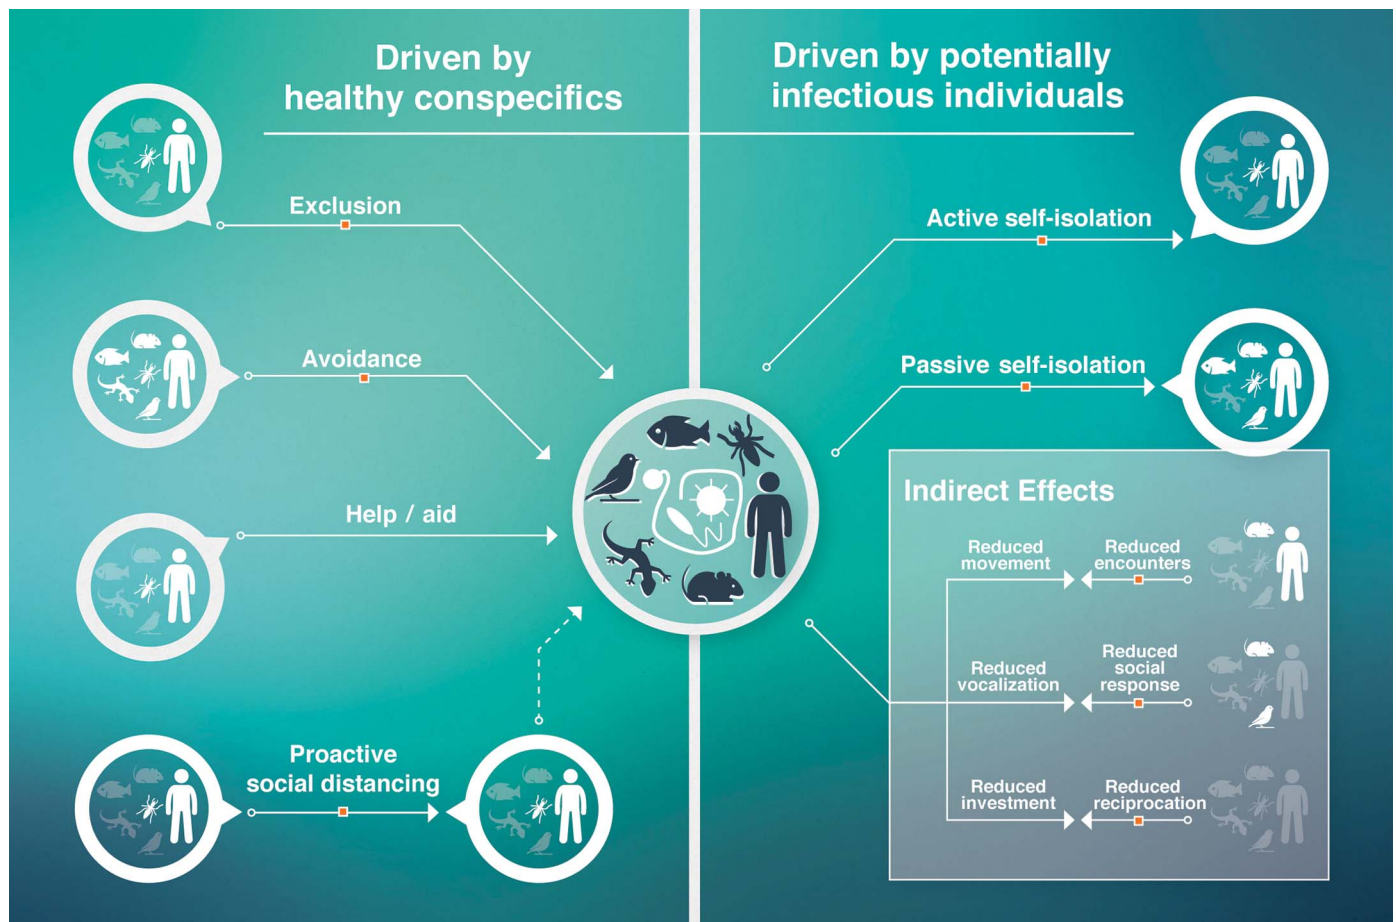 Driven by
healthy conspecifics
Driven by potentially
infectious individuals
Exclusion
Avoidance
Help / aid
Proactive
social distancing
Active self-isolation
Passive self-isolation
Indirect Effects
Reduced
movement
Reduced
encounters
Reduced
vocalization
Reduced
social
response
Reduced
investment
Reduced
reciprocation